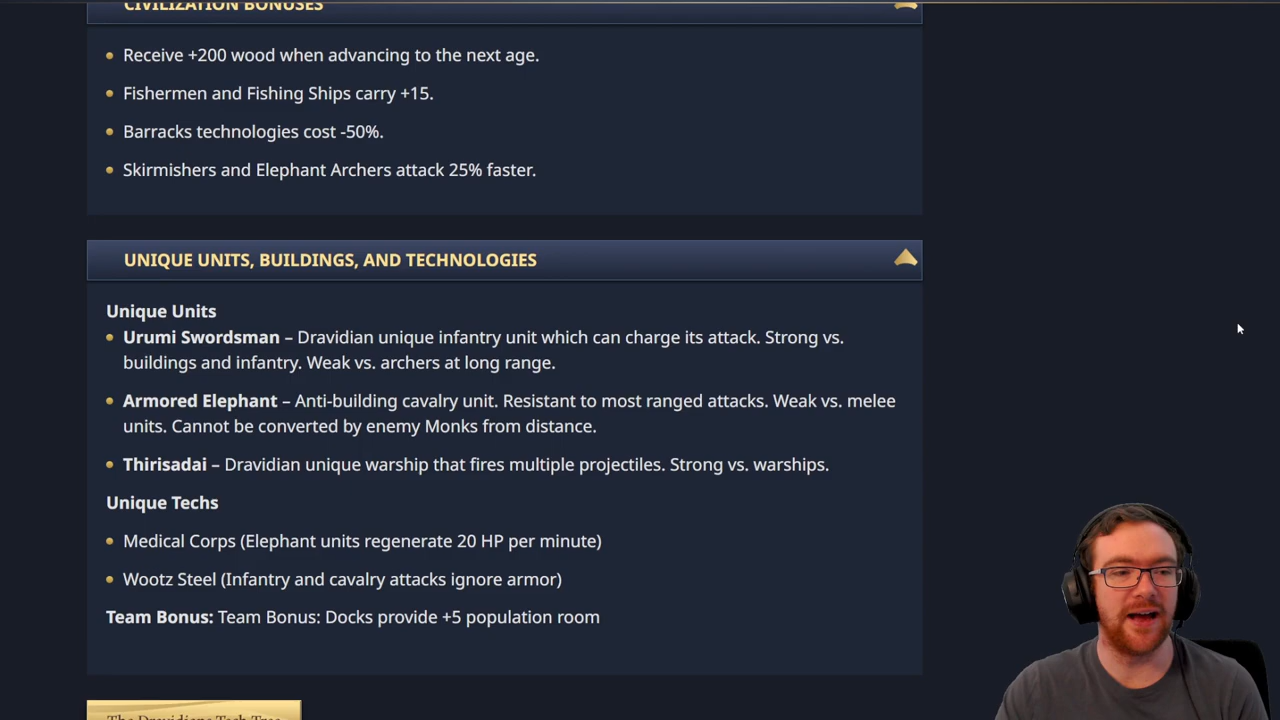 CIVILIZATION BONUSES
Receive +200 wood when advancing to the next age.
Fishermen and Fishing Ships carry +15.
Barracks technologies cost -50%.
Skirmishers and Elephant Archers attack 25% faster.
UNIQUE UNITS, BUILDINGS, AND TECHNOLOGIES
Unique Units
Urumi Swordsman – Dravidian unique infantry unit which can charge its attack. Strong vs.
buildings and infantry. Weak vs. archers at long range.
Armored Elephant – Anti-building cavalry unit. Resistant to most ranged attacks. Weak vs. melee
units. Cannot be converted by enemy Monks from distance.
Thirisadai – Dravidian unique warship that fires multiple projectiles. Strong vs. warships.
Unique Techs
Medical Corps (Elephant units regenerate 20 HP per minute)
Wootz Steel (Infantry and cavalry attacks ignore armor)
Team Bonus: Team Bonus: Docks provide +5 population room
The Dravidians Tech Tree